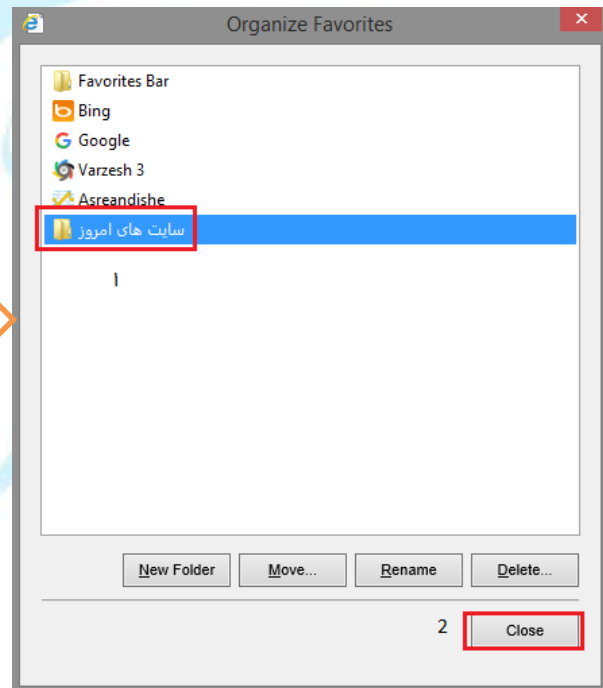 Organize Favorites
Favorites Bar
Bing
Google
Varzesh 3
Asreandishe
سایت های امروز
۱
New Folder Move... Rename Delete...
2 Close